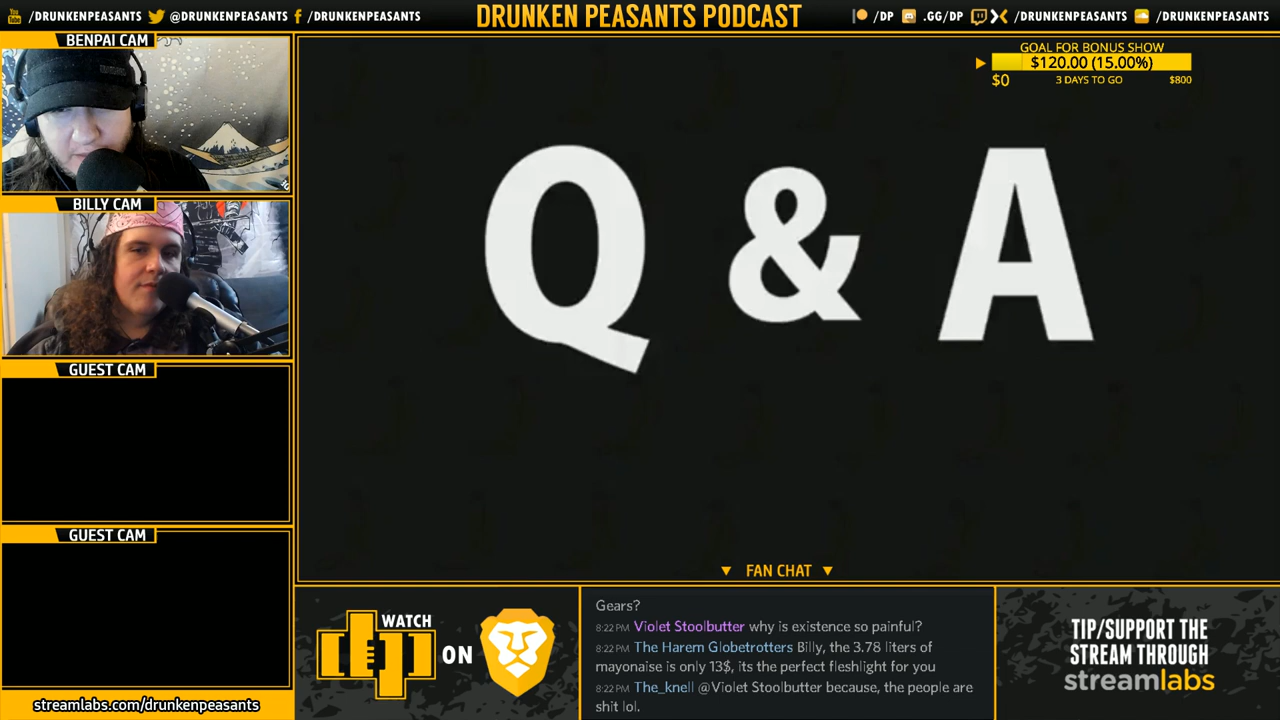 /DRUNKENPEASANTS @DRUNKENPEASANTS /DRUNKENPEASANTS
DRUNKEN PEASANTS PODCAST
/DP .GG/DP /DRUNKENPEASANTS /DRUNKENPEASANTS
BENPAI CAM
GOAL FOR BONUS SHOW
$120.00 (15.00%)
$0 3 DAYS TO GO $800
Q & A
BILLY CAM
GUEST CAM
GUEST CAM
FAN CHAT
WATCH
ON
Gears?
8:22 PM Violet Stoolbutter why is existence so painful?
8:22 PM The Harem Globetrotters Billy, the 3.78 liters of
mayonaise is only 13$, its the perfect fleshlight for you
8:22 PM The_knell @Violet Stoolbutter because, the people are
shit lol.
TIP/SUPPORT THE
STREAM THROUGH
streamlabs
streamlabs.com/drunkenpeasants